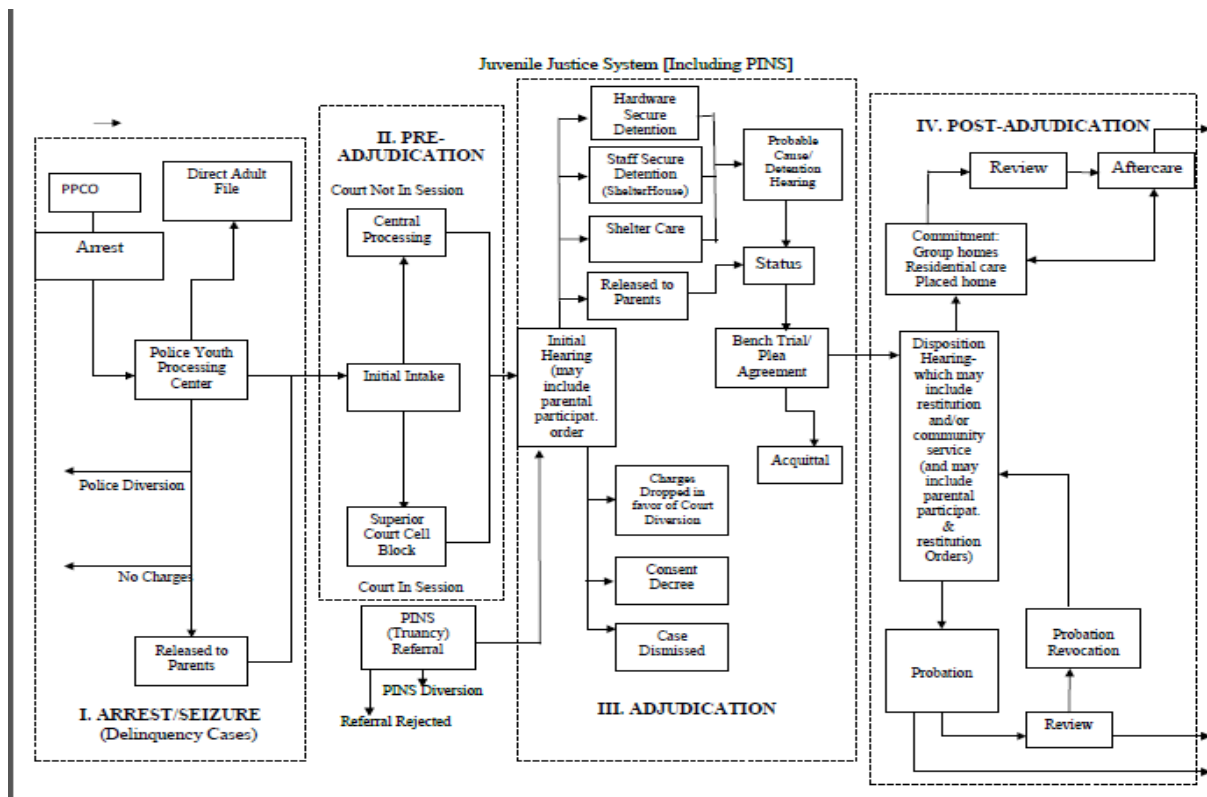 Juvenile Justice System [Including PINS]
PPCO
Arrest
Direct Adult
File
Police Youth
Processing
Center
Police Diversion
No Charges
Released to
Parents
I. ARREST/SEIZURE
(Delinquency Cases)
II. PRE-
ADJUDICATION
Court Not In Session
Central
Processing
Initial Intake
Superior
Court Cell
Block
Court In Session
PINS
(Truancy)
Referral
PINS Diversion
Referral Rejected
Hardware
Secure
Detention
Staff Secure
Detention
(ShelterHouse)
Shelter Care
Released to
Parents
Initial
Hearing
(may
include
parental
participat.
order
Probable
Cause/
Detention
Hearing
Status
Bench Trial/
Plea
Agreement
Acquittal
Charges
Dropped in
favor of Court
Diversion
Consent
Decree
Case
Dismissed
III. ADJUDICATION
IV. POST-ADJUDICATION
Review
Aftercare
Commitment:
Group homes
Residential care
Placed home
Disposition
Hearing-
which may
include
restitution
and/or
community
service
(and may
include
parental
participat.
&
restitution
Orders)
Probation
Probation
Revocation
Review